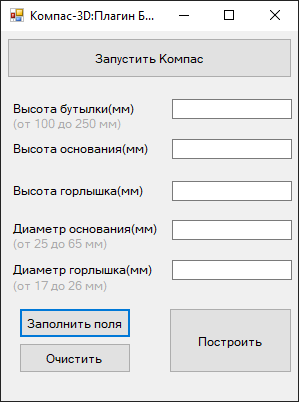 Компас-3D:Плагин Б...
Запустить Компас
Высота бутылки(мм)
(от 100 до 250 мм)
Высота основания(мм)
Высота горлышка(мм)
Диаметр основания(мм)
(от 25 до 65 мм)
Диаметр горлышка(мм)
(от 17 до 26 мм)
Заполнить поля
Очистить
Построить